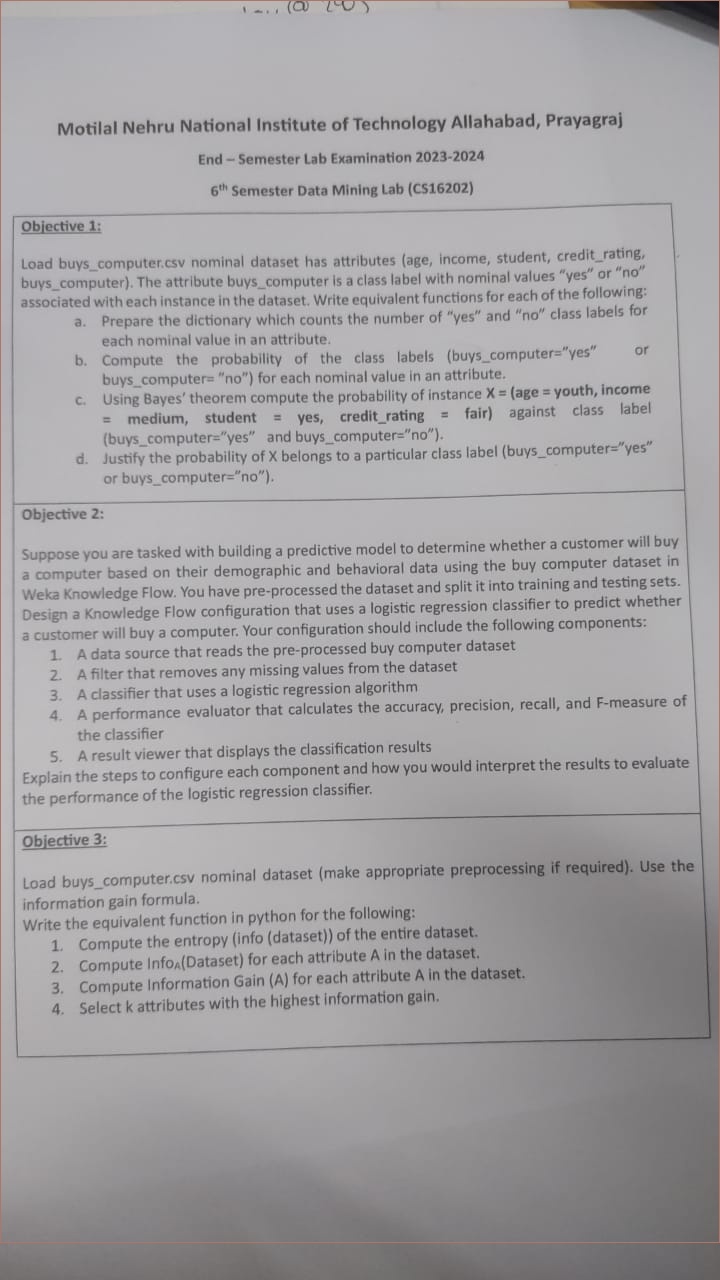 Motilal Nehru National Institute of Technology Allahabad, Prayagraj
End – Semester Lab Examination 2023-2024
6th Semester Data Mining Lab (CS16202)
Objective 1:
Load buys_computer.csv nominal dataset has attributes (age, income, student, credit_rating,
buys_computer). The attribute buys_computer is a class label with nominal values "yes" or "no"
associated with each instance in the dataset. Write equivalent functions for each of the following:
a. Prepare the dictionary which counts the number of "yes" and "no" class labels for
each nominal value in an attribute.
b. Compute the probability of the class labels (buys_computer="yes" or
buys_computer= "no") for each nominal value in an attribute.
c. Using Bayes' theorem compute the probability of instance X = (age = youth, income
= medium, student = yes, credit_rating = fair) against class label
(buys_computer="yes" and buys_computer="no").
d. Justify the probability of X belongs to a particular class label (buys_computer="yes"
or buys_computer="no").
Objective 2:
Suppose you are tasked with building a predictive model to determine whether a customer will buy
a computer based on their demographic and behavioral data using the buy computer dataset in
Weka Knowledge Flow. You have pre-processed the dataset and split it into training and testing sets.
Design a Knowledge Flow configuration that uses a logistic regression classifier to predict whether
a customer will buy a computer. Your configuration should include the following components:
1. A data source that reads the pre-processed buy computer dataset
2. A filter that removes any missing values from the dataset
3. A classifier that uses a logistic regression algorithm
4. A performance evaluator that calculates the accuracy, precision, recall, and F-measure of
the classifier
5. A result viewer that displays the classification results
Explain the steps to configure each component and how you would interpret the results to evaluate
the performance of the logistic regression classifier.
Objective 3:
Load buys_computer.csv nominal dataset (make appropriate preprocessing if required). Use the
information gain formula.
Write the equivalent function in python for the following:
1. Compute the entropy (info (dataset)) of the entire dataset.
2. Compute InfoA(Dataset) for each attribute A in the dataset.
3. Compute Information Gain (A) for each attribute A in the dataset.
4. Select k attributes with the highest information gain.